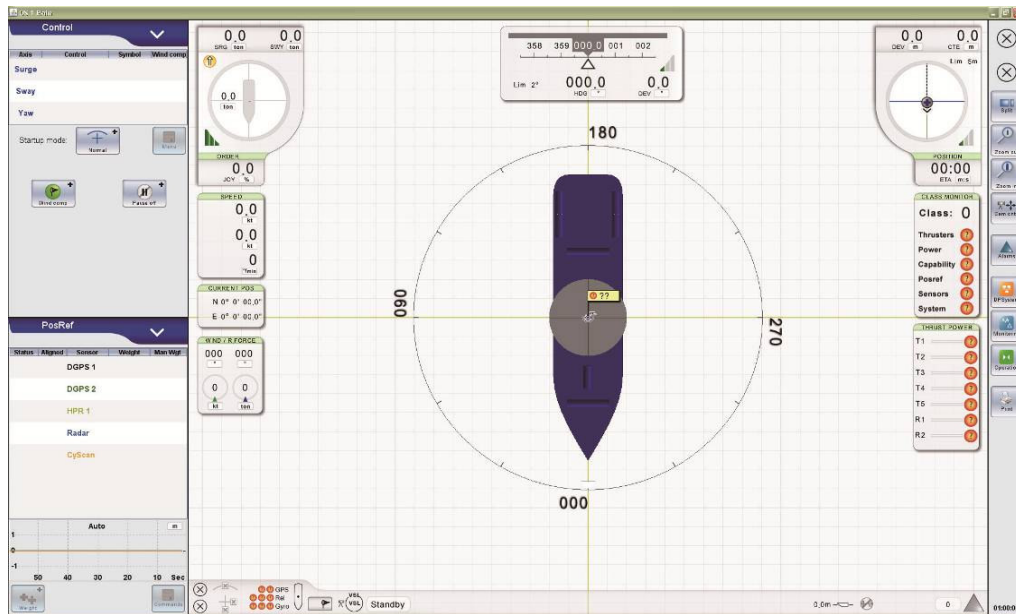 Control
Axis Control Symbol Wind comp
Surge
Sway
Yaw
Startup mode:
Normal
Wind comp
PosRef
Status Aligned Sensor Weight Man Wgt
DGPS 1
DGPS 2
HPR 1
Radar
CyScan
Auto m
1
0
-1
50 40 30 20 10 Sec
Weight Commands
0.0 0.0
SRG ton SWY ton
0.0
ton
ORDER
0.0
JOY %
SPEED
0.0
kt
0.0
kt
0
°/min
CURRENT POS
N 0° 0' 00.0"
E 0° 0' 00.0"
WND / R FORCE
000 000
° °
0 0
kt ton
358 359 000.0 001 002
Lim 2° 000.0 0.0
HDG ° DEV °
180
090
270
000
??
0.0 0.0
DEV m CTE m
Lim 5m
POSITION
00:00
ETA m:s
CLASS MONITOR
Class: 0
Thrusters ?
Power ?
Capability ?
Posref ?
Sensors ?
System ?
THRUST POWER
T1 ?
T2 ?
T3 ?
T4 ?
T5 ?
R1 ?
R2 ?
Split
Alarms
Print
GPS
Rel
Gyro
VSL
VSL
Standby
0,0m
0